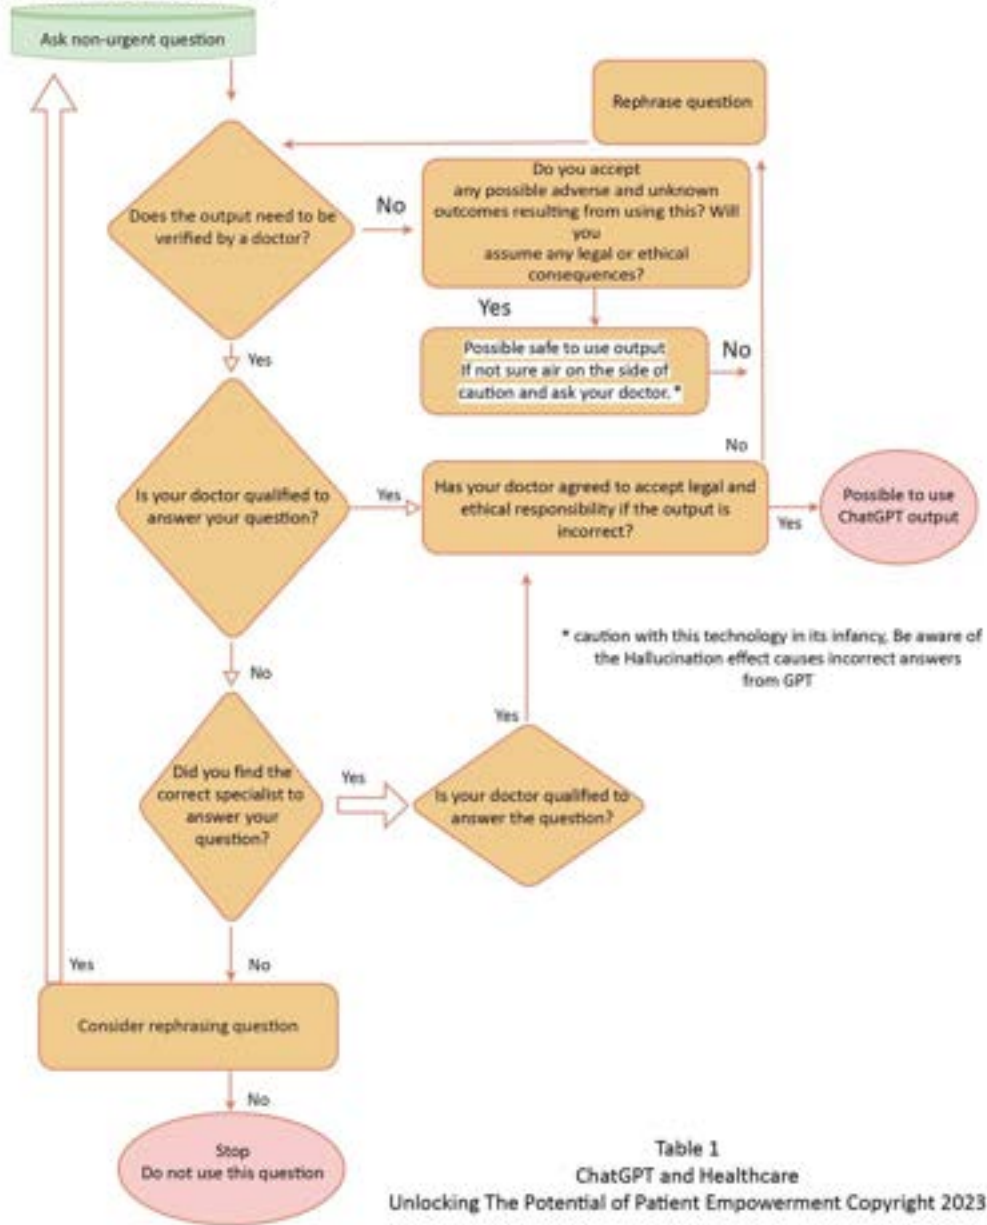 Ask non-urgent question
Rephrase question
Does the output need to be
verified by a doctor?
No
Do you accept
any possible adverse and unknown
outcomes resulting from using this? Will
you
assume any legal or ethical
consequences?
Yes
Possible safe to use output
If not sure air on the side of
caution and ask your doctor. *
No
Yes
Is your doctor qualified to
answer your question?
Yes
No
Has your doctor agreed to accept legal and
ethical responsibility if the output is
incorrect?
Yes
Possible to use
ChatGPT output
* caution with this technology in its infancy. Be aware of
the Hallucination effect causes incorrect answers
from GPT
No
Did you find the
correct specialist to
answer your
question?
Yes
Yes
Is your doctor qualified to
answer the question?
No
Yes
Consider rephrasing question
No
Stop
Do not use this question
Table 1
ChatGPT and Healthcare
Unlocking The Potential of Patient Empowerment Copyright 2023